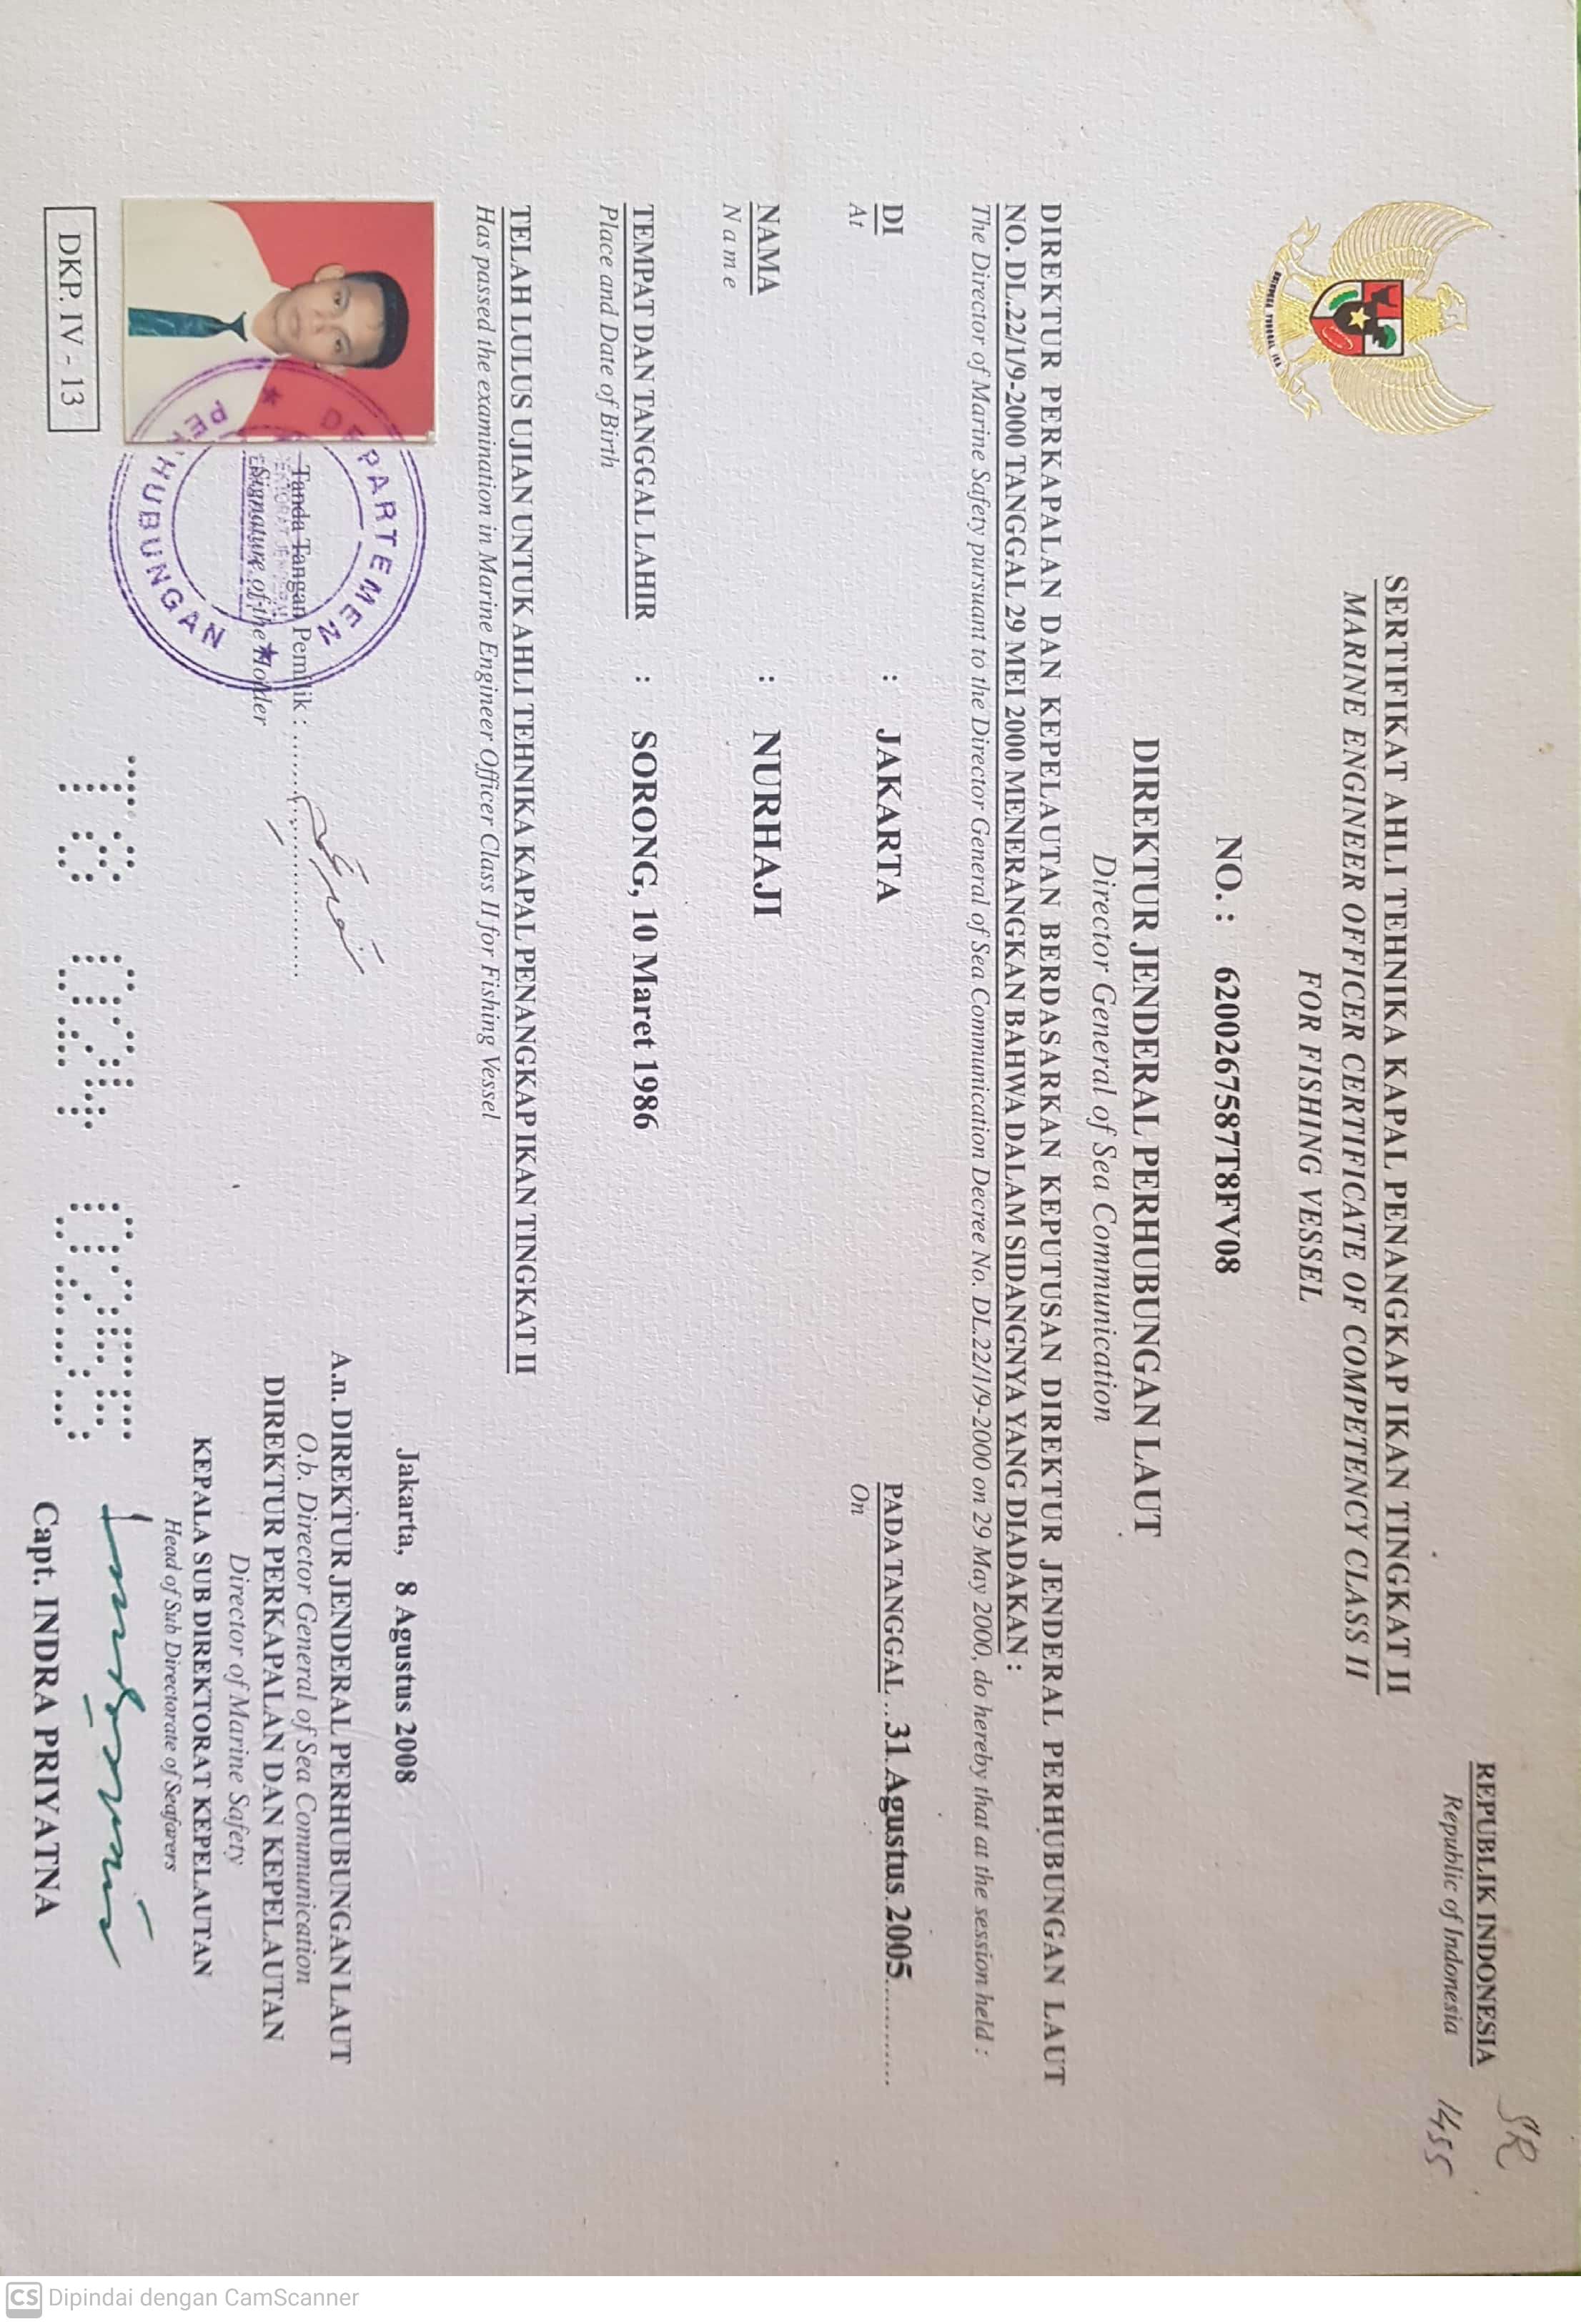 REPUBLIK INDONESIA
Republic of Indonesia
SR
1455
BHINNEKA TUNGGAL IKA
SERTIFIKAT AHLI TEHNIKA KAPAL PENANGKAP IKAN TINGKAT II
MARINE ENGINEER OFFICER CERTIFICATE OF COMPETENCY CLASS II
FOR FISHING VESSEL
NO. : 6200267587T8FV08
DIREKTUR JENDERAL PERHUBUNGAN LAUT
Director General of Sea Communication
DIREKTUR PERKAPALAN DAN KEPELAUTAN BERDASARKAN KEPUTUSAN DIREKTUR JENDERAL PERHUBUNGAN LAUT
NO. DL.22/1/9-2000 TANGGAL 29 MEI 2000 MENERANGKAN BAHWA DALAM SIDANGNYA YANG DIADAKAN :
The Director of Marine Safety pursuant to the Director General of Sea Communication Decree No. DL.22/1/9-2000 on 29 May 2000, do hereby that at the session held :
DI : JAKARTA PADA TANGGAL ..31 Agustus 2005...........
At On
NAMA : NURHAJI
Name
TEMPAT DAN TANGGAL LAHIR : SORONG, 10 Maret 1986
Place and Date of Birth
TELAH LULUS UJIAN UNTUK AHLI TEHNIKA KAPAL PENANGKAP IKAN TINGKAT II
Has passed the examination in Marine Engineer Officer Class II for Fishing Vessel
Jakarta, 8 Agustus 2008
A.n. DIREKTUR JENDERAL PERHUBUNGAN LAUT
O.b. Director General of Sea Communication
DIREKTUR PERKAPALAN DAN KEPELAUTAN
Director of Marine Safety
KEPALA SUB DIREKTORAT KEPELAUTAN
Head of Sub Directorate of Seafarers
Capt. INDRA PRIYATNA
DEPARTEMEN
PERHUBUNGAN
Tanda Tangan Pemilik : ..............................
Signature of the Holder
DKP. IV - 13
CS Dipindai dengan CamScanner